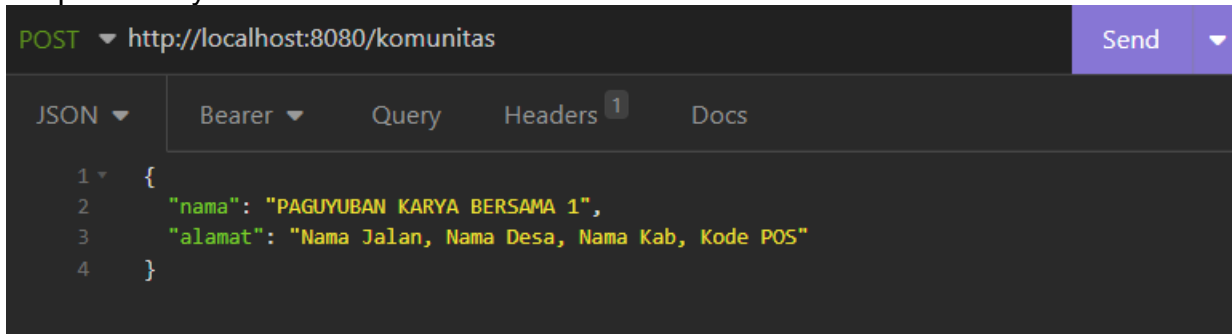 POST http://localhost:8080/komunitas Send
JSON Bearer Query Headers 1 Docs
1 {
2 "nama": "PAGUYUBAN KARYA BERSAMA 1",
3 "alamat": "Nama Jalan, Nama Desa, Nama Kab, Kode POS"
4 }